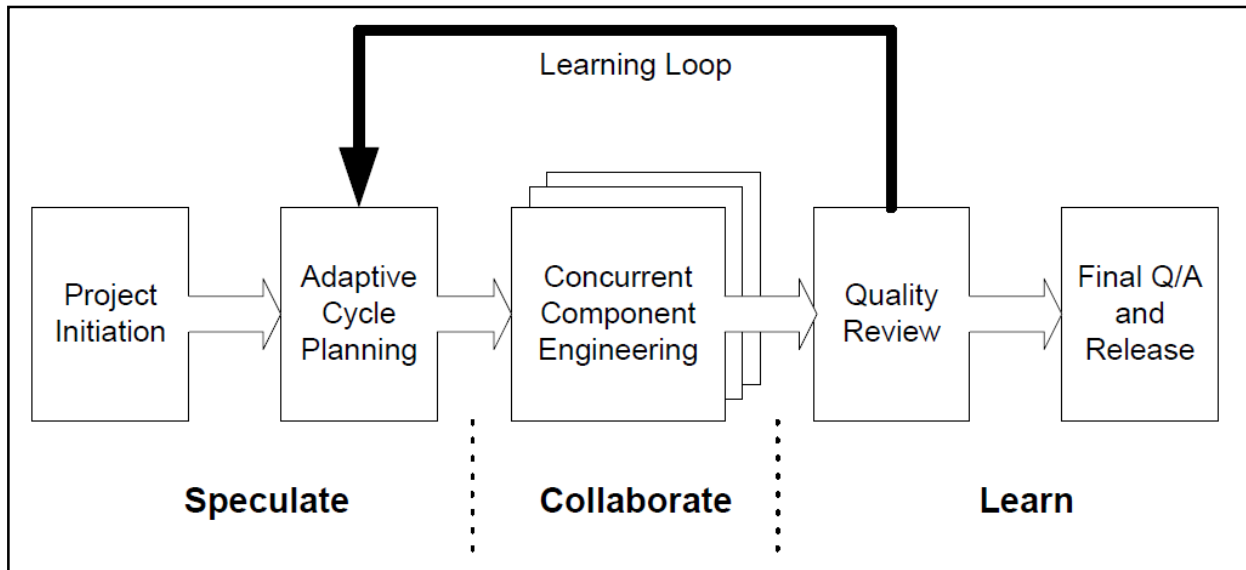 Learning Loop
Project
Initiation
Adaptive
Cycle
Planning
Concurrent
Component
Engineering
Quality
Review
Final Q/A
and
Release
Speculate
Collaborate
Learn